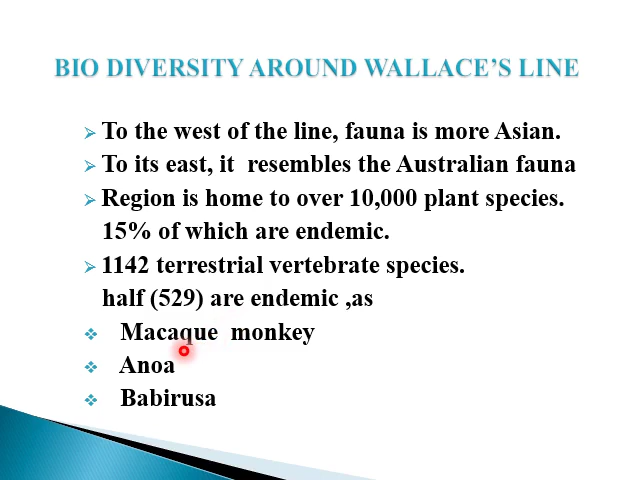 BIO DIVERSITY AROUND WALLACE'S LINE
To the west of the line, fauna is more Asian.
To its east, it resembles the Australian fauna
Region is home to over 10,000 plant species.
15% of which are endemic.
1142 terrestrial vertebrate species.
half (529) are endemic ,as
Macaque monkey
Anoa
Babirusa